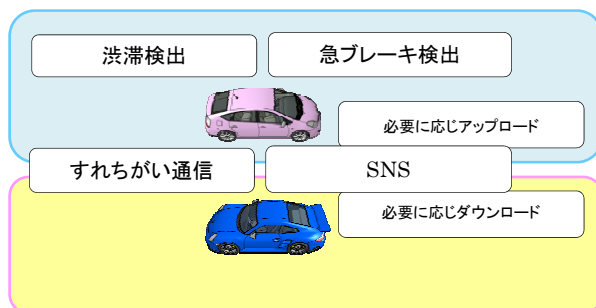 渋滞検出
急ブレーキ検出
必要に応じアップロード
すれちがい通信
SNS
必要に応じダウンロード